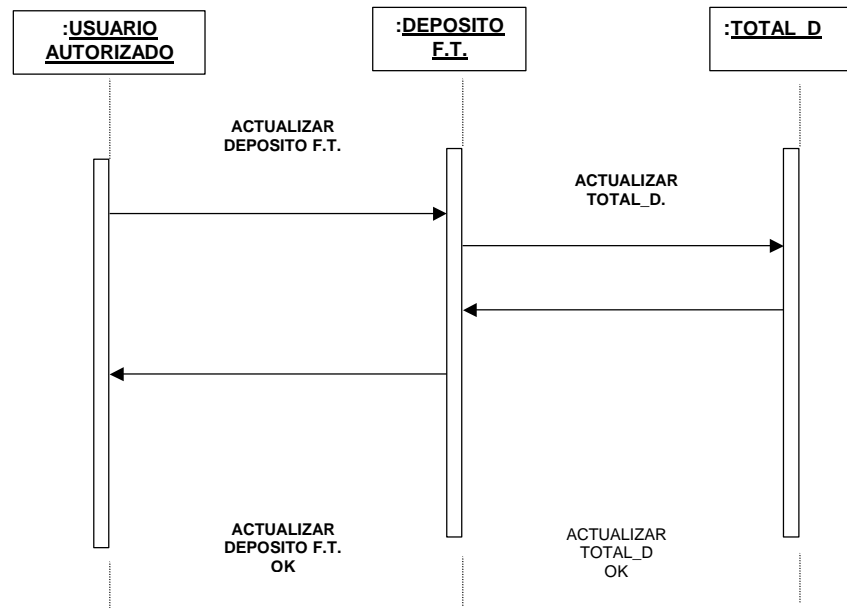 :USUARIO
AUTORIZADO
:DEPOSITO
F.T.
:TOTAL_D
ACTUALIZAR
DEPOSITO F.T.
ACTUALIZAR
TOTAL_D.
ACTUALIZAR
DEPOSITO F.T.
OK
ACTUALIZAR
TOTAL_D
OK